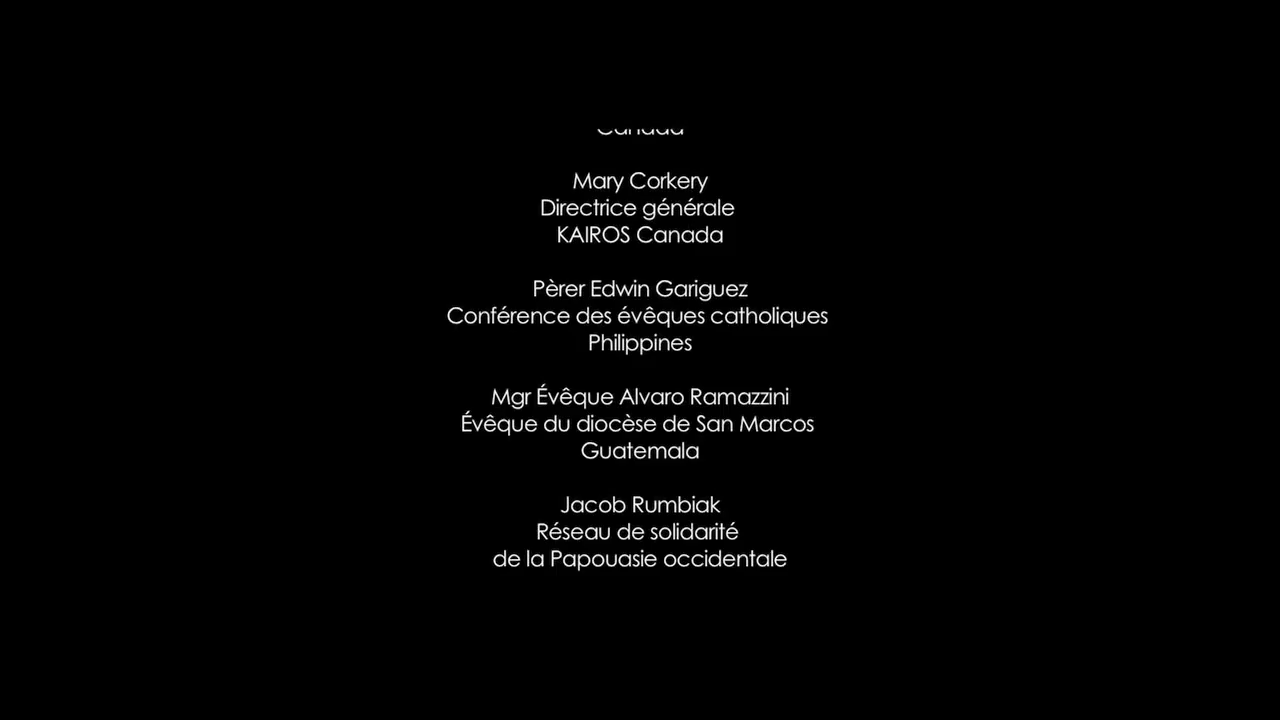 Canada
Mary Corkery
Directrice générale
KAIROS Canada
Pèrer Edwin Gariguez
Conférence des évêques catholiques
Philippines
Mgr Évêque Alvaro Ramazzini
Évêque du diocèse de San Marcos
Guatemala
Jacob Rumbiak
Réseau de solidarité
de la Papouasie occidentale